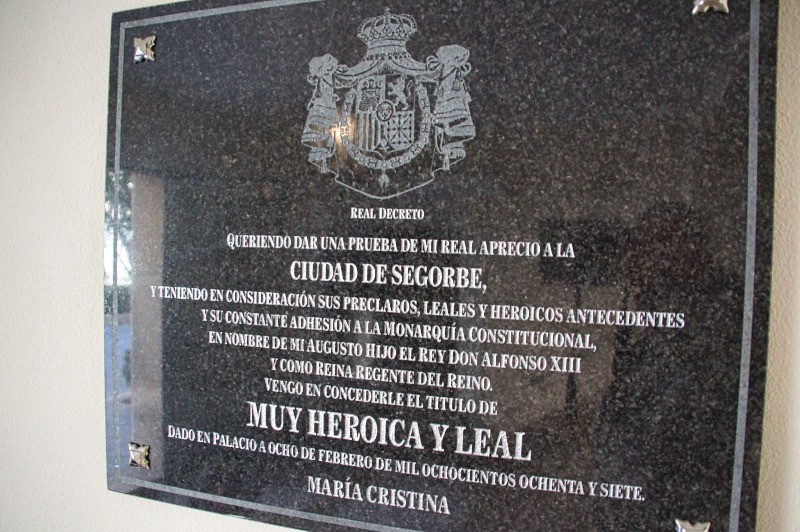 REAL DECRETO
QUERIENDO DAR UNA PRUEBA DE MI REAL APRECIO A LA
CIUDAD DE SEGORBE,
Y TENIENDO EN CONSIDERACIÓN SUS PRECLAROS, LEALES Y HEROICOS ANTECEDENTES
Y SU CONSTANTE ADHESIÓN A LA MONARQUÍA CONSTITUCIONAL,
EN NOMBRE DE MI AUGUSTO HIJO EL REY DON ALFONSO XIII
Y COMO REINA REGENTE DEL REINO.
VENGO EN CONCEDERLE EL TITULO DE
MUY HEROICA Y LEAL
DADO EN PALACIO A OCHO DE FEBRERO DE MIL OCHOCIENTOS OCHENTA Y SIETE.
MARÍA CRISTINA